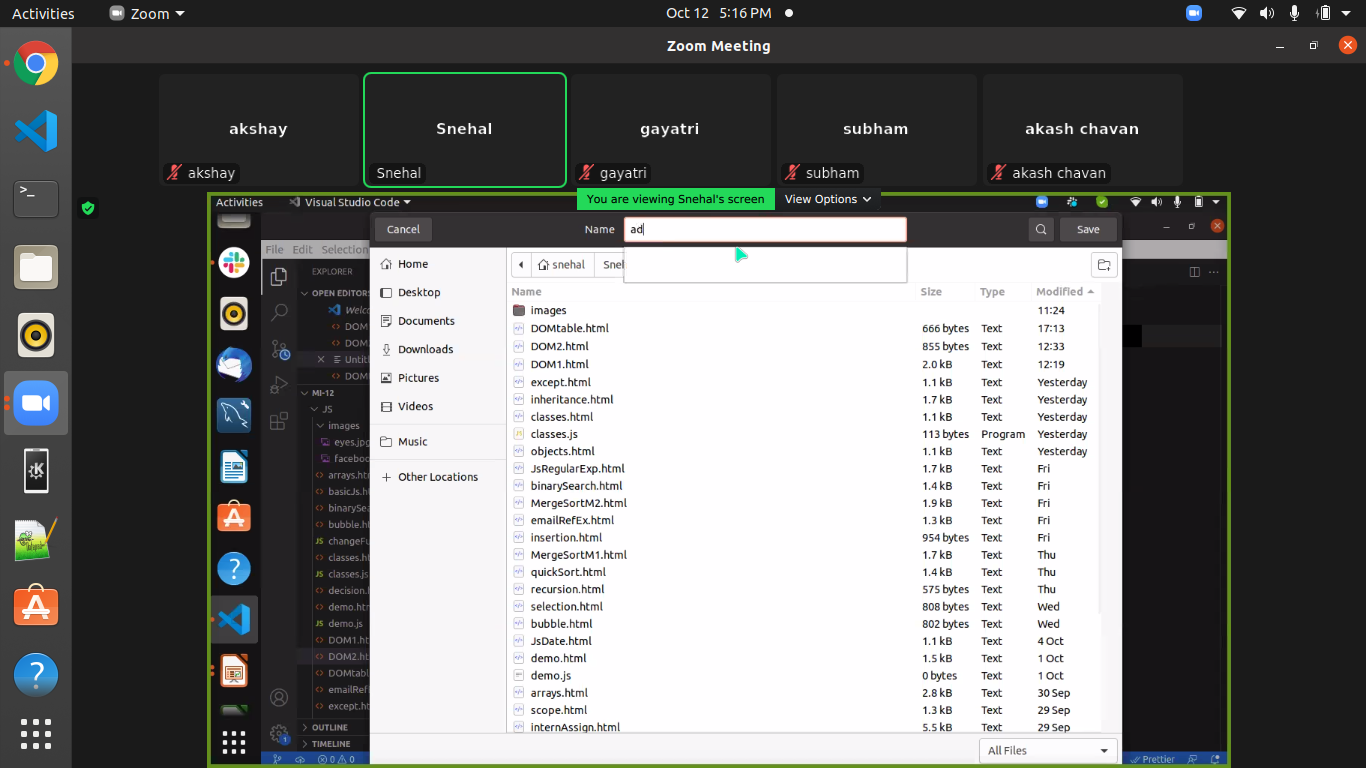 Activities Zoom Oct 12 5:16 PM
Zoom Meeting
akshay Snehal gayatri subham akash chavan
akshay Snehal gayatri subham akash chavan
You are viewing Snehal's screen View Options
Activities Visual Studio Code
Cancel Name ad Save
File Edit Selection
Home
Desktop
Documents
Downloads
Pictures
Videos
Music
+ Other Locations
snehal Sneh
Name Size Type Modified
images 11:24
DOMtable.html 666 bytes Text 17:13
DOM2.html 855 bytes Text 12:33
DOM1.html 2.0 kB Text 12:19
except.html 1.1 kB Text Yesterday
inheritance.html 1.7 kB Text Yesterday
classes.html 1.1 kB Text Yesterday
classes.js 113 bytes Program Yesterday
objects.html 1.1 kB Text Yesterday
JsRegularExp.html 1.7 kB Text Fri
binarySearch.html 1.4 kB Text Fri
MergeSortM2.html 1.9 kB Text Fri
emailRefEx.html 1.3 kB Text Fri
insertion.html 954 bytes Text Fri
MergeSortM1.html 1.7 kB Text Thu
quickSort.html 1.4 kB Text Thu
recursion.html 575 bytes Text Thu
selection.html 808 bytes Text Wed
bubble.html 802 bytes Text Wed
JsDate.html 1.1 kB Text 4 Oct
demo.html 1.5 kB Text 1 Oct
demo.js 0 bytes Text 1 Oct
arrays.html 2.8 kB Text 30 Sep
scope.html 1.3 kB Text 29 Sep
internAssign.html 5.5 kB Text 29 Sep
All Files
EXPLORER
OPEN EDITORS
Welco
DOM
DOM
Untit
DOM
MI-12
JS
images
eyes.jpg
faceboo
arrays.htm
basicJs.ht
binarySea
bubble.ht
JS changeFu
classes.ht
JS classes.js
decision.h
demo.htm
JS demo.js
DOM1.ht
DOM2.ht
DOMtabl
emailRef
except.ht
OUTLINE
TIMELINE
1
0 0 Prettier